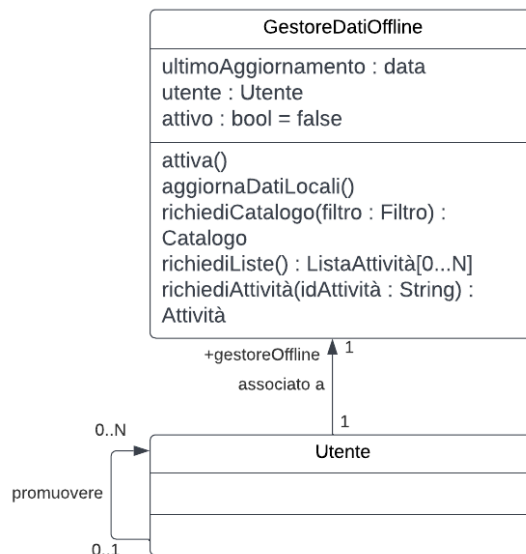 GestoreDatiOffline
ultimoAggiornamento : data
utente : Utente
attivo : bool = false
attiva()
aggiornaDatiLocali()
richiediCatalogo(filtro : Filtro) :
Catalogo
richiediListe() : ListaAttività[0...N]
richiediAttività(idAttività : String) :
Attività
+gestoreOffline
1
associato a
1
0..N
Utente
promuovere
0..1